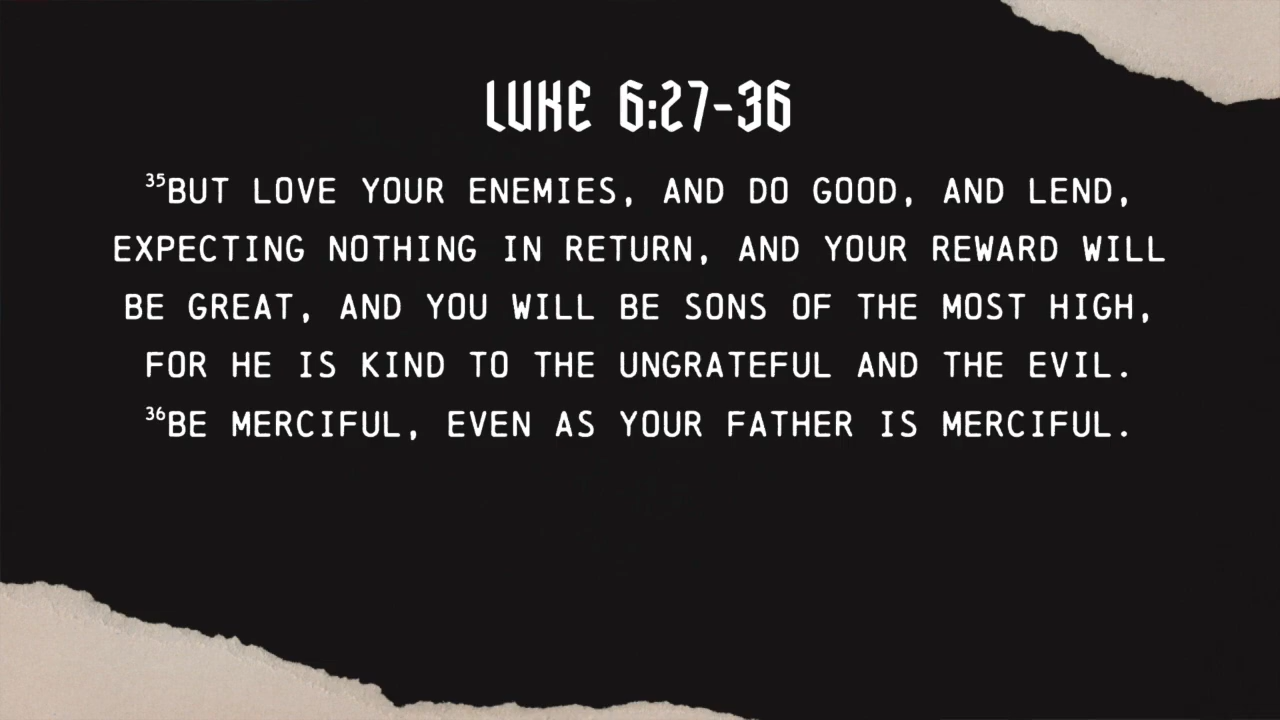 LUKE 6:27-36
³⁵BUT LOVE YOUR ENEMIES, AND DO GOOD, AND LEND,
EXPECTING NOTHING IN RETURN, AND YOUR REWARD WILL
BE GREAT, AND YOU WILL BE SONS OF THE MOST HIGH,
FOR HE IS KIND TO THE UNGRATEFUL AND THE EVIL.
³⁶BE MERCIFUL, EVEN AS YOUR FATHER IS MERCIFUL.